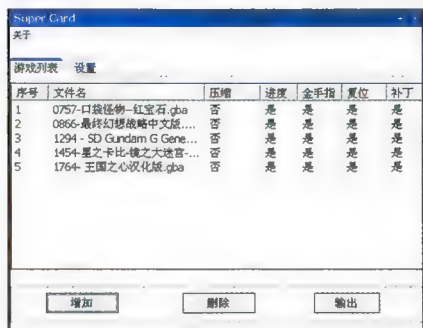 Super Card
关于
游戏列表 设置
序号 文件名 压缩 进度 金手指 复位 补丁
1 0757-口袋怪物-红宝石.gba 否 是 是 是 是
2 0866-最终幻想战略中文版.... 否 是 是 是 是
3 1294 - SD Gundam G Gene... 否 是 是 是 是
4 1454-星之卡比-镜之大迷宫-... 否 是 是 是 是
5 1764- 王国之心汉化版.gba 否 是 是 是 是
增加 删除 输出